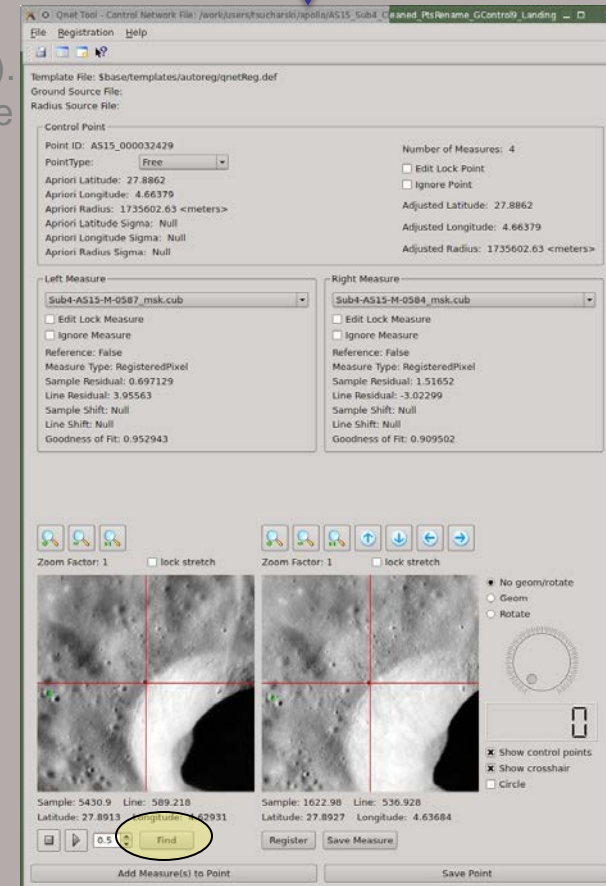 Qnet Tool - Control Network File: /work/users/tsucharski/apollo/AS15_Sub4_Cleaned_PtsRename_GControl9_Landing
).
e
File Registration Help
Template File: $base/templates/autoreg/qnetReg.def
Ground Source File:
Radius Source File:
Control Point
Point ID: AS15_000032429
PointType: Free
Apriori Latitude: 27.8862
Apriori Longitude: 4.66379
Apriori Radius: 1735602.63 <meters>
Apriori Latitude Sigma: Null
Apriori Longitude Sigma: Null
Apriori Radius Sigma: Null
Number of Measures: 4
Edit Lock Point
Ignore Point
Adjusted Latitude: 27.8862
Adjusted Longitude: 4.66379
Adjusted Radius: 1735602.63 <meters>
Left Measure
Sub4-AS15-M-0587_msk.cub
Edit Lock Measure
Ignore Measure
Reference: False
Measure Type: RegisteredPixel
Sample Residual: 0.697129
Line Residual: 3.95563
Sample Shift: Null
Line Shift: Null
Goodness of Fit: 0.952943
Right Measure
Sub4-AS15-M-0584_msk.cub
Edit Lock Measure
Ignore Measure
Reference: False
Measure Type: RegisteredPixel
Sample Residual: 1.51652
Line Residual: -3.02299
Sample Shift: Null
Line Shift: Null
Goodness of Fit: 0.909502
Zoom Factor: 1 lock stretch
Zoom Factor: 1 lock stretch
No geom/rotate
Geom
Rotate
0
Show control points
Show crosshair
Circle
Sample: 5430.9 Line: 589.218
Latitude: 27.8913 Longitude: 4.62931
Sample: 1622.98 Line: 536.928
Latitude: 27.8927 Longitude: 4.63684
0.5 Find
Register Save Measure
Add Measure(s) to Point
Save Point